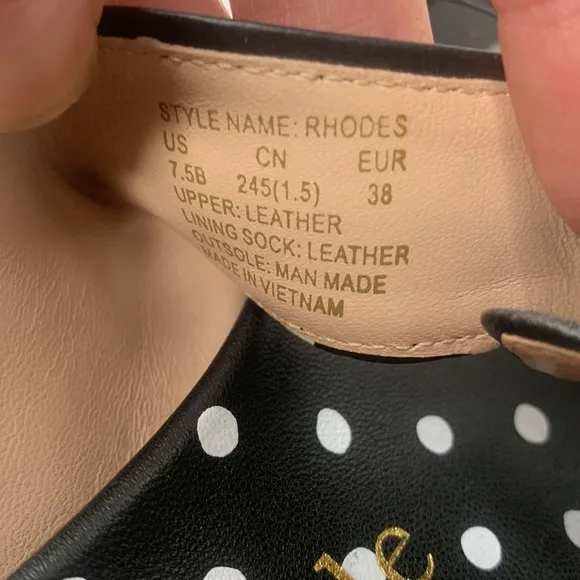 STYLE NAME: RHODES
US CN EUR
7.5B 245(1.5) 38
UPPER: LEATHER
LINING SOCK: LEATHER
OUTSOLE: MAN MADE
MADE IN VIETNAM